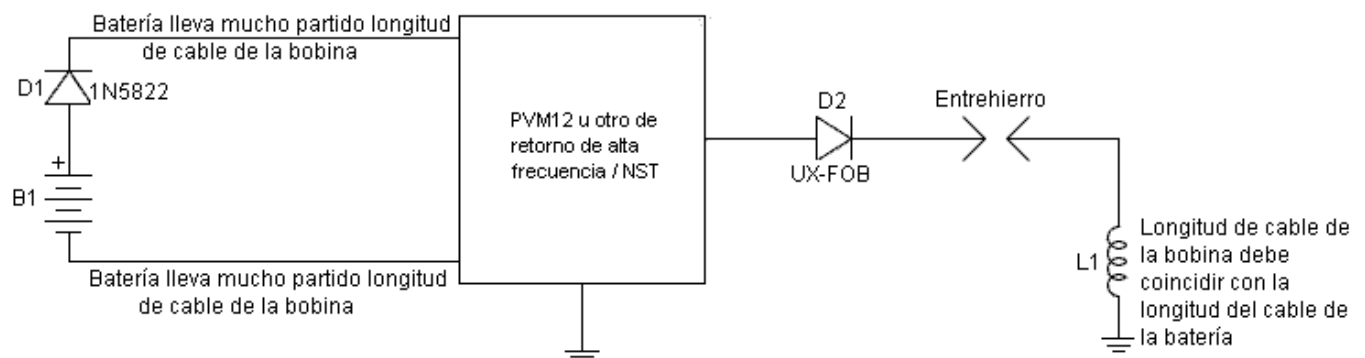 Batería lleva mucho partido longitud
de cable de la bobina
D1
1N5822
+
B1
Batería lleva mucho partido longitud
de cable de la bobina
PVM12 u otro de
retorno de alta
frecuencia / NST
D2
UX-FOB
Entrehierro
L1
Longitud de cable de
la bobina debe
coincidir con la
longitud del cable de
la batería